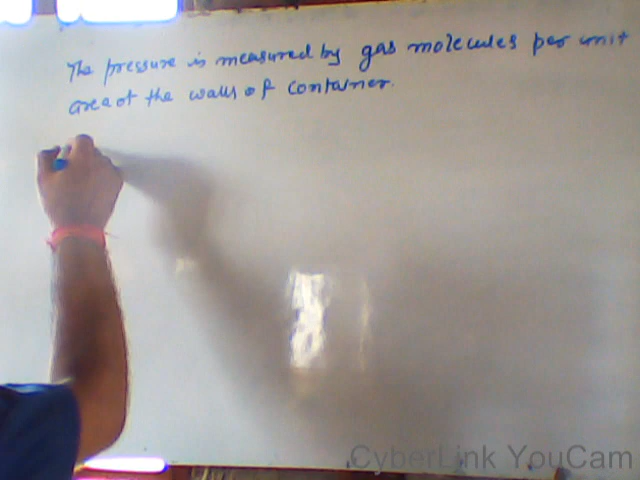 The pressure is measured by gas molecules per unit
area of the walls of container.
CyberLink YouCam